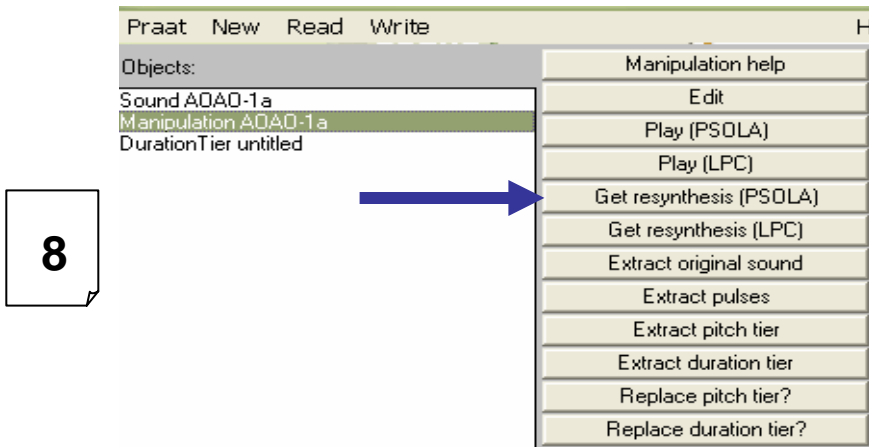 Praat New Read Write H
Objects:
Sound AOAO-1a
Manipulation AOAO-1a
DurationTier untitled
Manipulation help
Edit
Play (PSOLA)
Play (LPC)
Get resynthesis (PSOLA)
Get resynthesis (LPC)
Extract original sound
Extract pulses
Extract pitch tier
Extract duration tier
Replace pitch tier?
Replace duration tier?
8